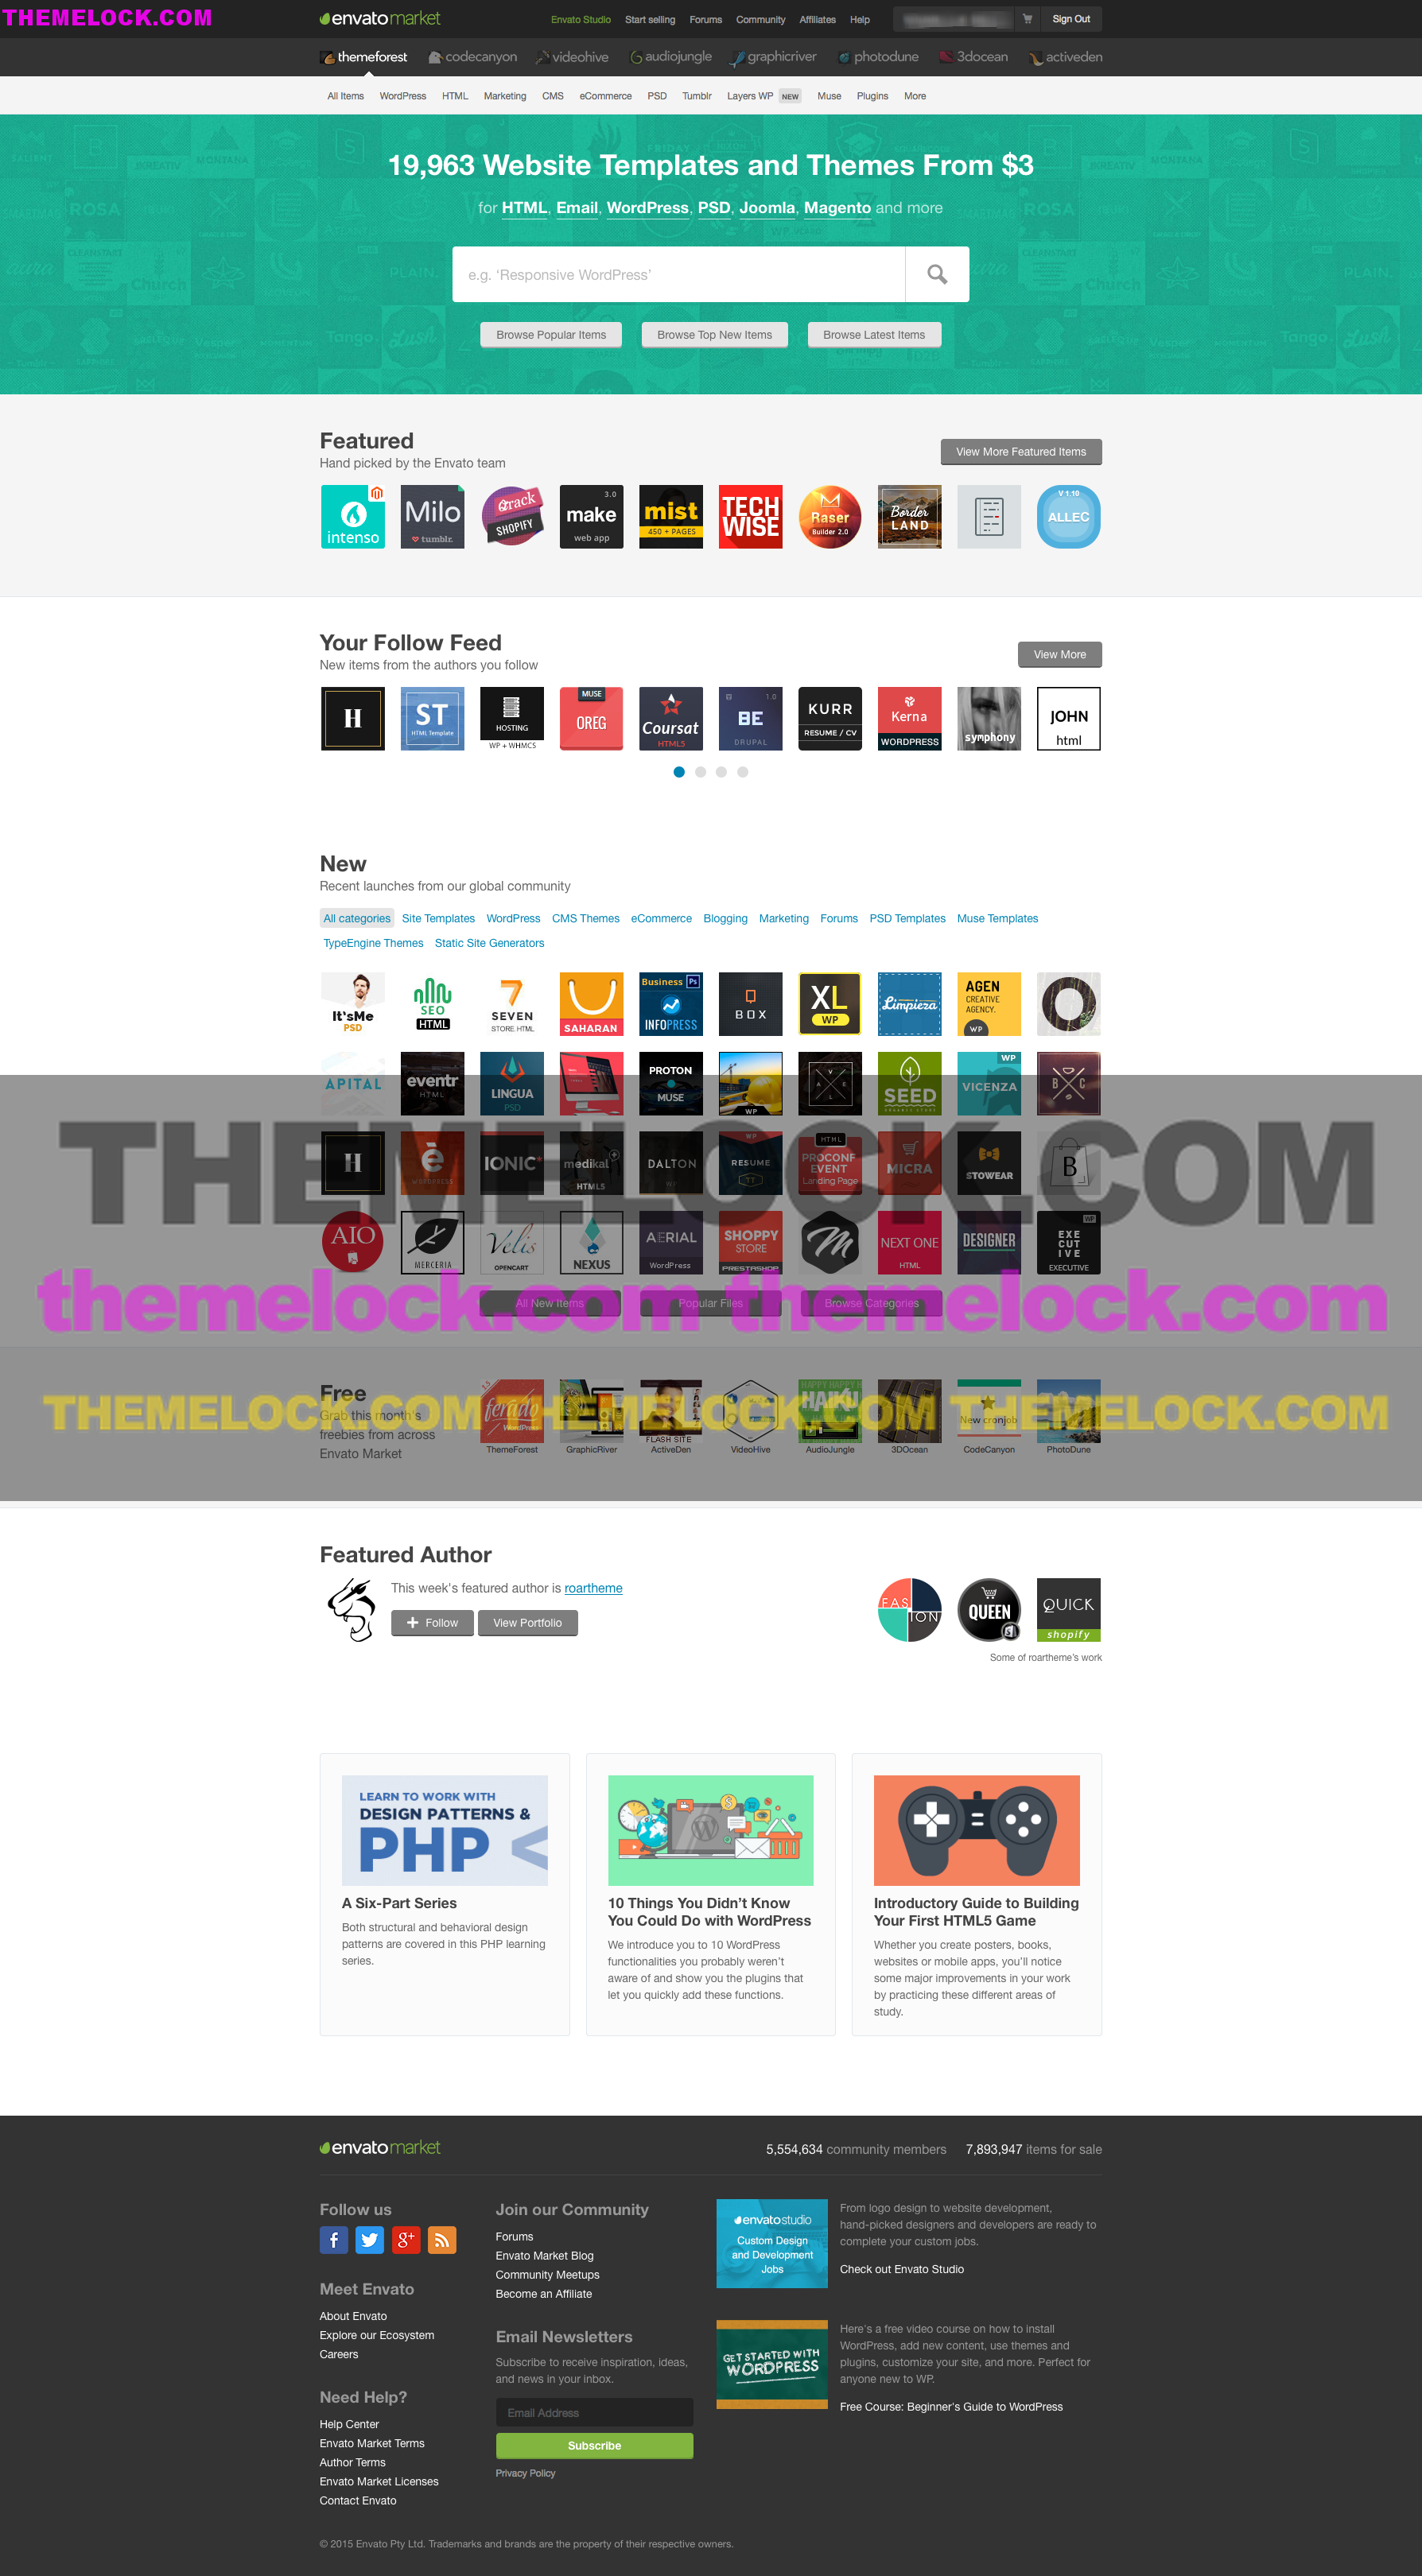 THEMELOCK.COM
envatomarket
Envato Studio Start selling Forums Community Affiliates Help Sign Out
themeforest codecanyon videohive audiojungle graphicriver photodune 3docean activeden
All Items WordPress HTML Marketing CMS eCommerce PSD Tumblr Layers WP NEW Muse Plugins More
19,963 Website Templates and Themes From $3
for HTML, Email, WordPress, PSD, Joomla, Magento and more
e.g. ‘Responsive WordPress’
Browse Popular Items Browse Top New Items Browse Latest Items
Featured
Hand picked by the Envato team
View More Featured Items
intenso
Milo
tumblr.
Qrack
SHOPIFY
3.0
make
web app
mist
450 + PAGES
TECH
WISE
Raser
Builder 2.0
Border
LAND
V 1.10
ALLEC
Your Follow Feed
New items from the authors you follow
View More
H
ST
HTML Template
HOSTING
WP + WHMCS
MUSE
OREG
Coursat
HTML5
1.0
BE
DRUPAL
KURR
RESUME / CV
Kerna
WORDPRESS
symphony
JOHN
html
New
Recent launches from our global community
All categories Site Templates WordPress CMS Themes eCommerce Blogging Marketing Forums PSD Templates Muse Templates
TypeEngine Themes Static Site Generators
It'sMe
PSD
SEO
HTML
7
SEVEN
STORE.HTML
SAHARAN
Business Ps
INFOPRESS
BOX
XL
WP
Limpieza
AGEN
CREATIVE
AGENCY.
WP
APITAL
eventr
HTML
LINGUA
PSD
PROTON
MUSE
WP
SEED
WP
VICENZA
B C
THEMELOCK.COM
H
è
WORDPRESS
IONIC
medikal
HTML5
DALTON
WP
RESUME
HTML
PROCONF
EVENT
Landing Page
MICRA
STOWEAR
B
AIO
MERCERIA
Velis
OPENCART
NEXUS
AERIAL
WordPress
SHOPPY
STORE
PRESTASHOP
M
NEXT ONE
HTML
DESIGNER
WP
EXE
CUT
IVE
EXECUTIVE
themelock.com themelock.com
All New Items Popular Files Browse Categories
Free
Grab this month's
freebies from across
Envato Market
THEMELOCK.COM THEMELOCK.COM THEMELOCK.COM
ferado
WordPress
FLASH SITE
New cronjob
ThemeForest GraphicRiver ActiveDen VideoHive AudioJungle 3DOcean CodeCanyon PhotoDune
Featured Author
This week's featured author is roartheme
Follow View Portfolio
FAS
TON
QUEEN
QUICK
shopify
Some of roartheme's work
LEARN TO WORK WITH
DESIGN PATTERNS &
PHP <
A Six-Part Series
Both structural and behavioral design
patterns are covered in this PHP learning
series.
10 Things You Didn’t Know
You Could Do with WordPress
We introduce you to 10 WordPress
functionalities you probably weren’t
aware of and show you the plugins that
let you quickly add these functions.
Introductory Guide to Building
Your First HTML5 Game
Whether you create posters, books,
websites or mobile apps, you’ll notice
some major improvements in your work
by practicing these different areas of
study.
envatomarket
5,554,634 community members 7,893,947 items for sale
Follow us
Meet Envato
About Envato
Explore our Ecosystem
Careers
Need Help?
Help Center
Envato Market Terms
Author Terms
Envato Market Licenses
Contact Envato
Join our Community
Forums
Envato Market Blog
Community Meetups
Become an Affiliate
Email Newsletters
Subscribe to receive inspiration, ideas,
and news in your inbox.
Email Address
Subscribe
Privacy Policy
envatostudio
Custom Design
and Development
Jobs
From logo design to website development,
hand-picked designers and developers are ready to
complete your custom jobs.
Check out Envato Studio
GET STARTED WITH
WORDPRESS
Here's a free video course on how to install
WordPress, add new content, use themes and
plugins, customize your site, and more. Perfect for
anyone new to WP.
Free Course: Beginner's Guide to WordPress
© 2015 Envato Pty Ltd. Trademarks and brands are the property of their respective owners.